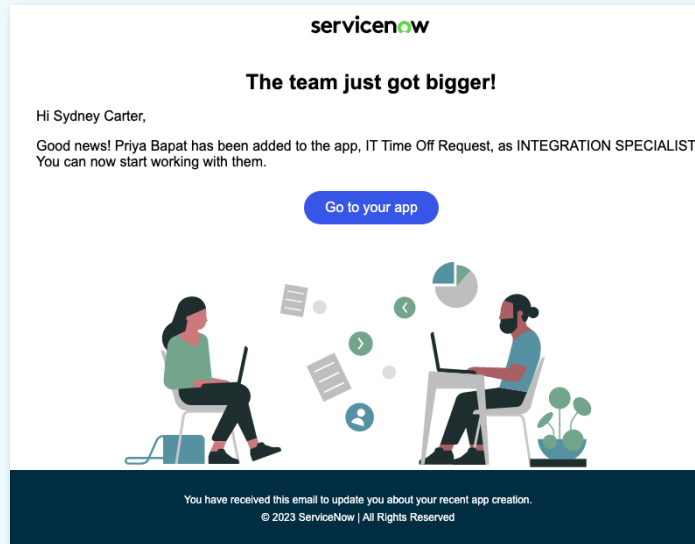 servicenow
The team just got bigger!
Hi Sydney Carter,
Good news! Priya Bapat has been added to the app, IT Time Off Request, as INTEGRATION SPECIALIST
You can now start working with them.
Go to your app
You have received this email to update you about your recent app creation.
© 2023 ServiceNow | All Rights Reserved